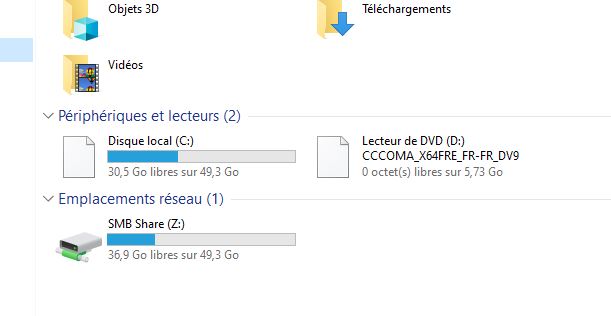 Objets 3D
Téléchargements
Vidéos
Périphériques et lecteurs (2)
Disque local (C:)
30,5 Go libres sur 49,3 Go
Lecteur de DVD (D:)
CCCOMA_X64FRE_FR-FR_DV9
0 octet(s) libres sur 5,73 Go
Emplacements réseau (1)
SMB Share (Z:)
36,9 Go libres sur 49,3 Go